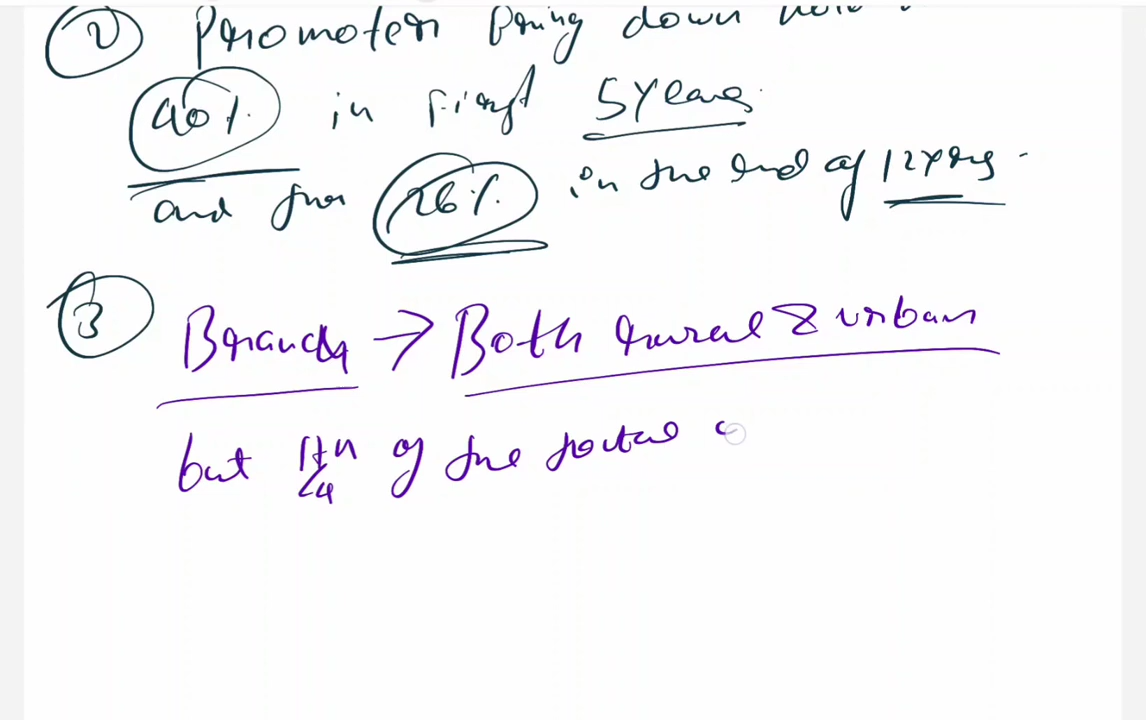 2 Promoters bring down
40% in first 5 years.
and then 26% in the end of 12 yrs.
3 Branch → Both rural & urban
but 1/4th of the total